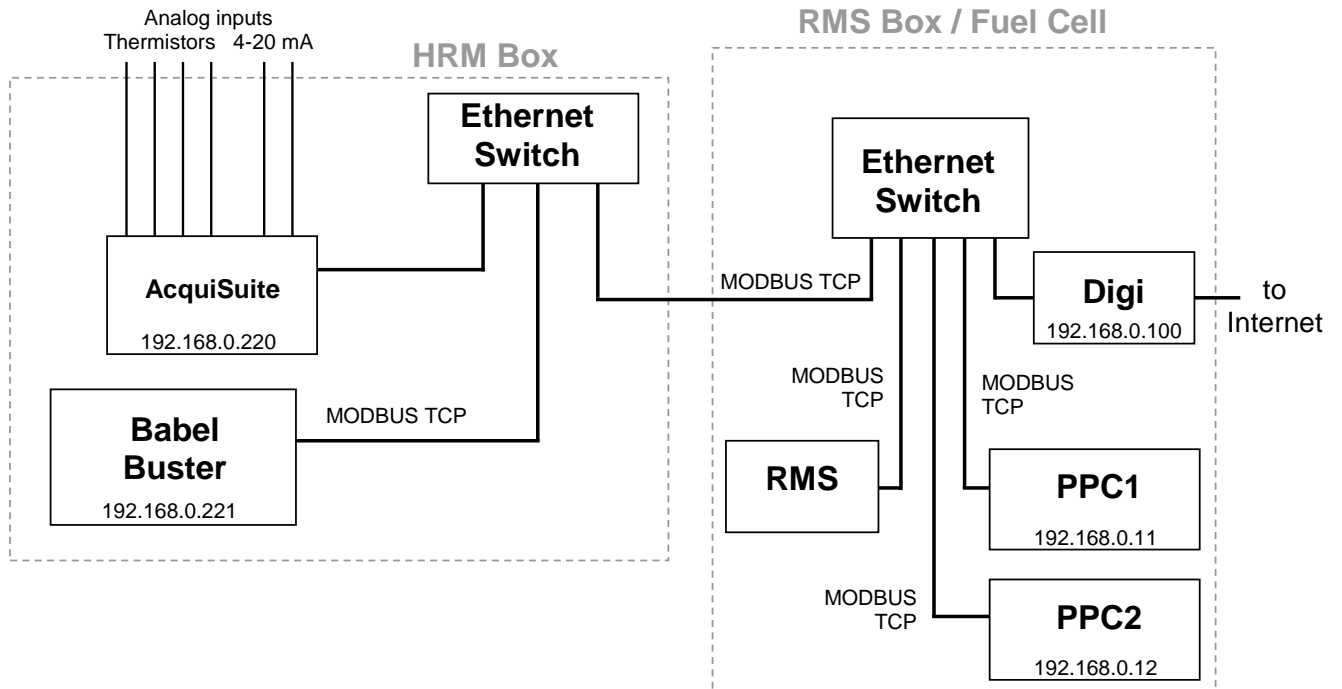 Analog inputs
Thermistors 4-20 mA
HRM Box
Ethernet
Switch
AcquiSuite
192.168.0.220
Babel
Buster
192.168.0.221
MODBUS TCP
RMS Box / Fuel Cell
Ethernet
Switch
MODBUS TCP
Digi
192.168.0.100
to
Internet
MODBUS
TCP
MODBUS
TCP
RMS
PPC1
192.168.0.11
MODBUS
TCP
PPC2
192.168.0.12